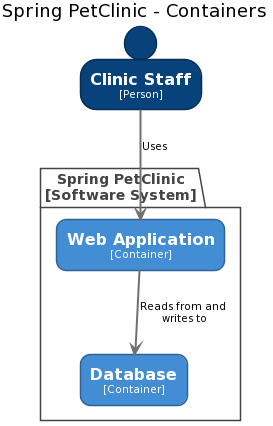 Spring PetClinic - Containers
Clinic Staff
[Person]
Uses
Spring PetClinic
[Software System]
Web Application
[Container]
Reads from and
writes to
Database
[Container]